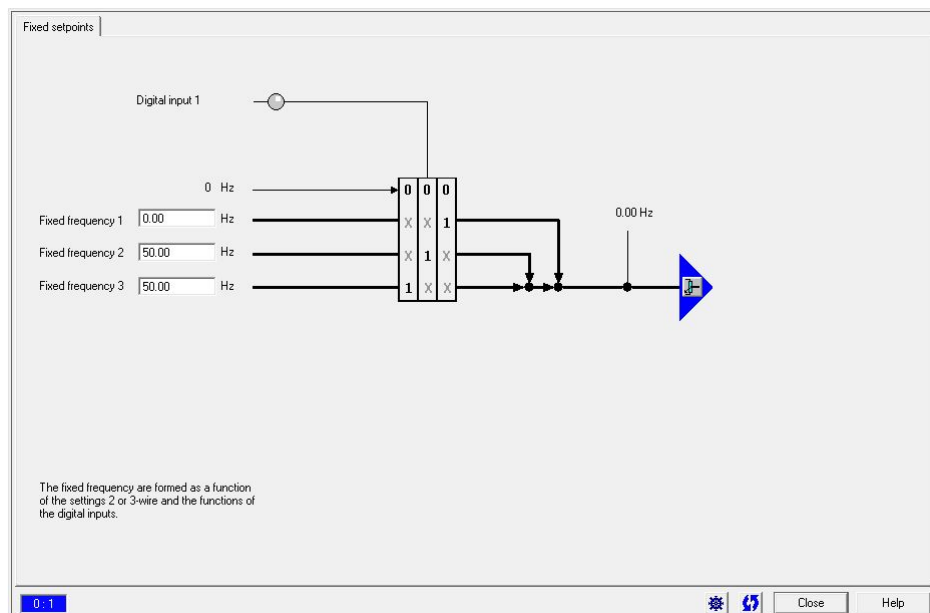 Fixed setpoints
Digital input 1
0 Hz
0 0 0
Fixed frequency 1 0.00 Hz
X X 1
0.00 Hz
Fixed frequency 2 50.00 Hz
X 1 X
Fixed frequency 3 50.00 Hz
1 X X
The fixed frequency are formed as a function
of the settings 2 or 3-wire and the functions of
the digital inputs.
0 : 1
Close
Help